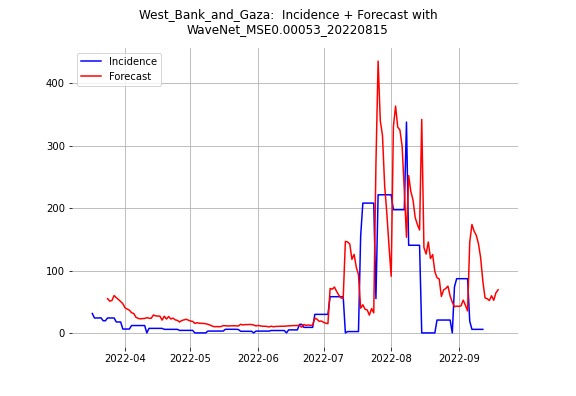 West_Bank_and_Gaza:  Incidence + Forecast with
WaveNet_MSE0.00053_20220815
Incidence
Forecast
400
300
200
100
0
2022-04 2022-05 2022-06 2022-07 2022-08 2022-09